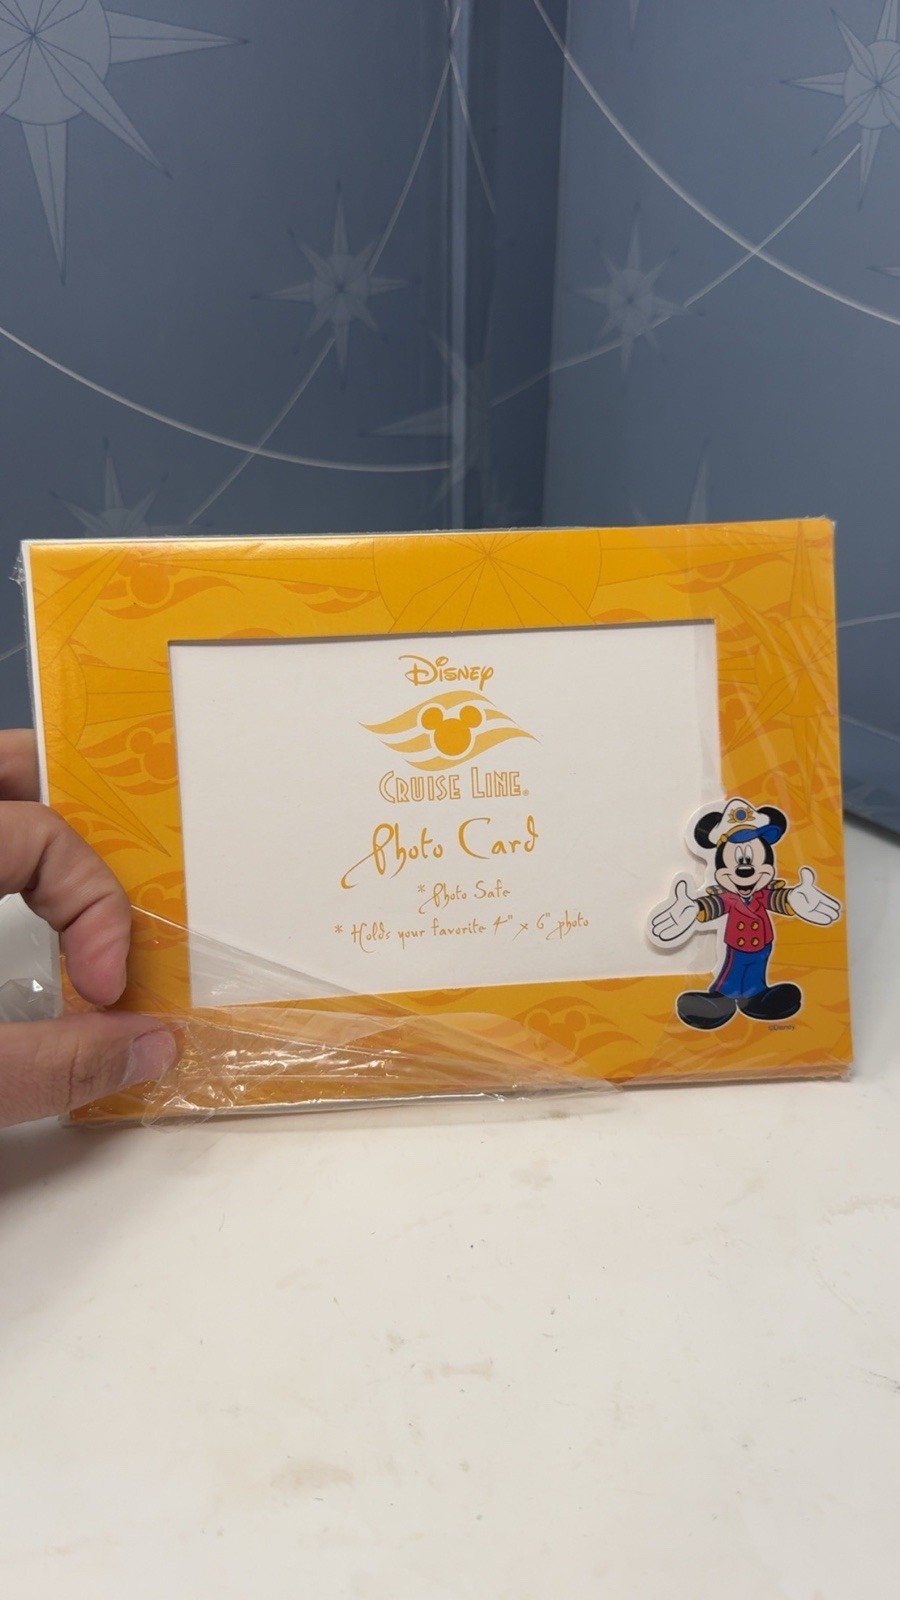 Disney
CRUISE LINE®
Photo Card
* Photo Safe
* Holds your favorite 4" x 6" photo
©Disney